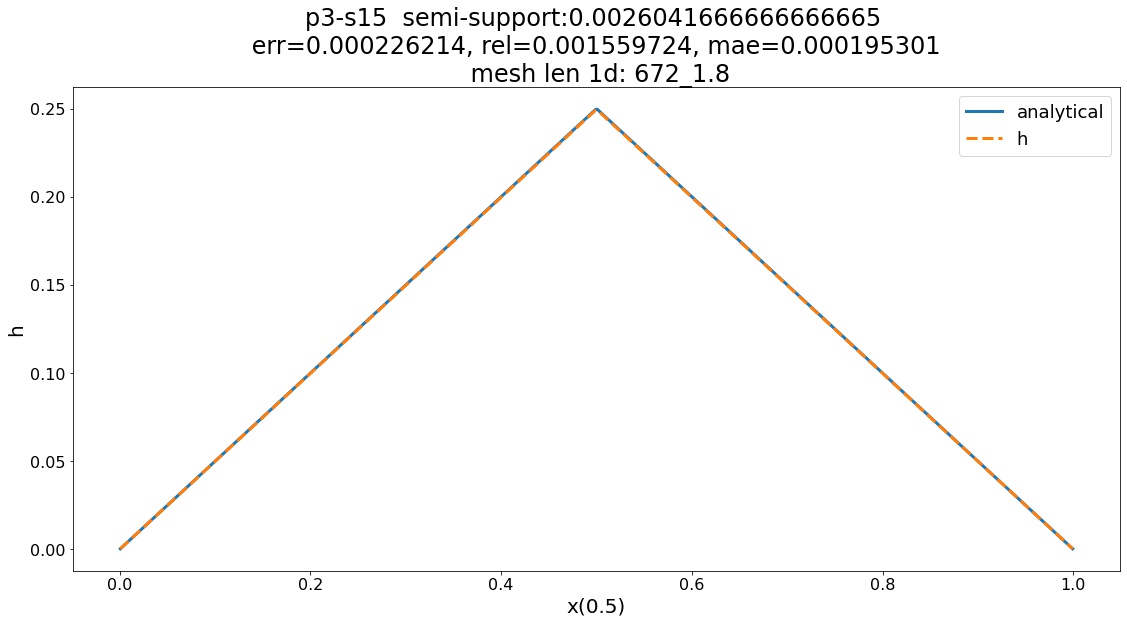 p3-s15  semi-support:0.0026041666666666665
err=0.000226214, rel=0.001559724, mae=0.000195301
mesh len 1d: 672_1.8
analytical
h
0.25
0.20
0.15
0.10
0.05
0.00
h
0.0 0.2 0.4 0.6 0.8 1.0
x(0.5)